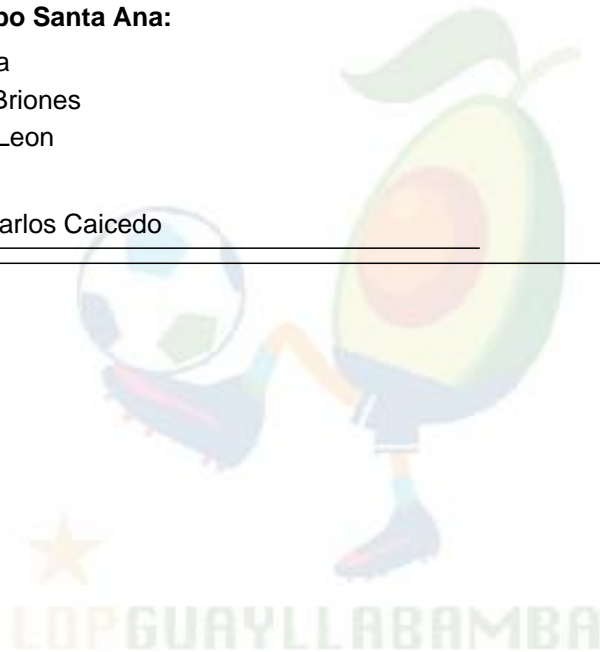 po Santa Ana:
a
Briones
Leon
arlos Caicedo
LDPGUAYLLABAMBA